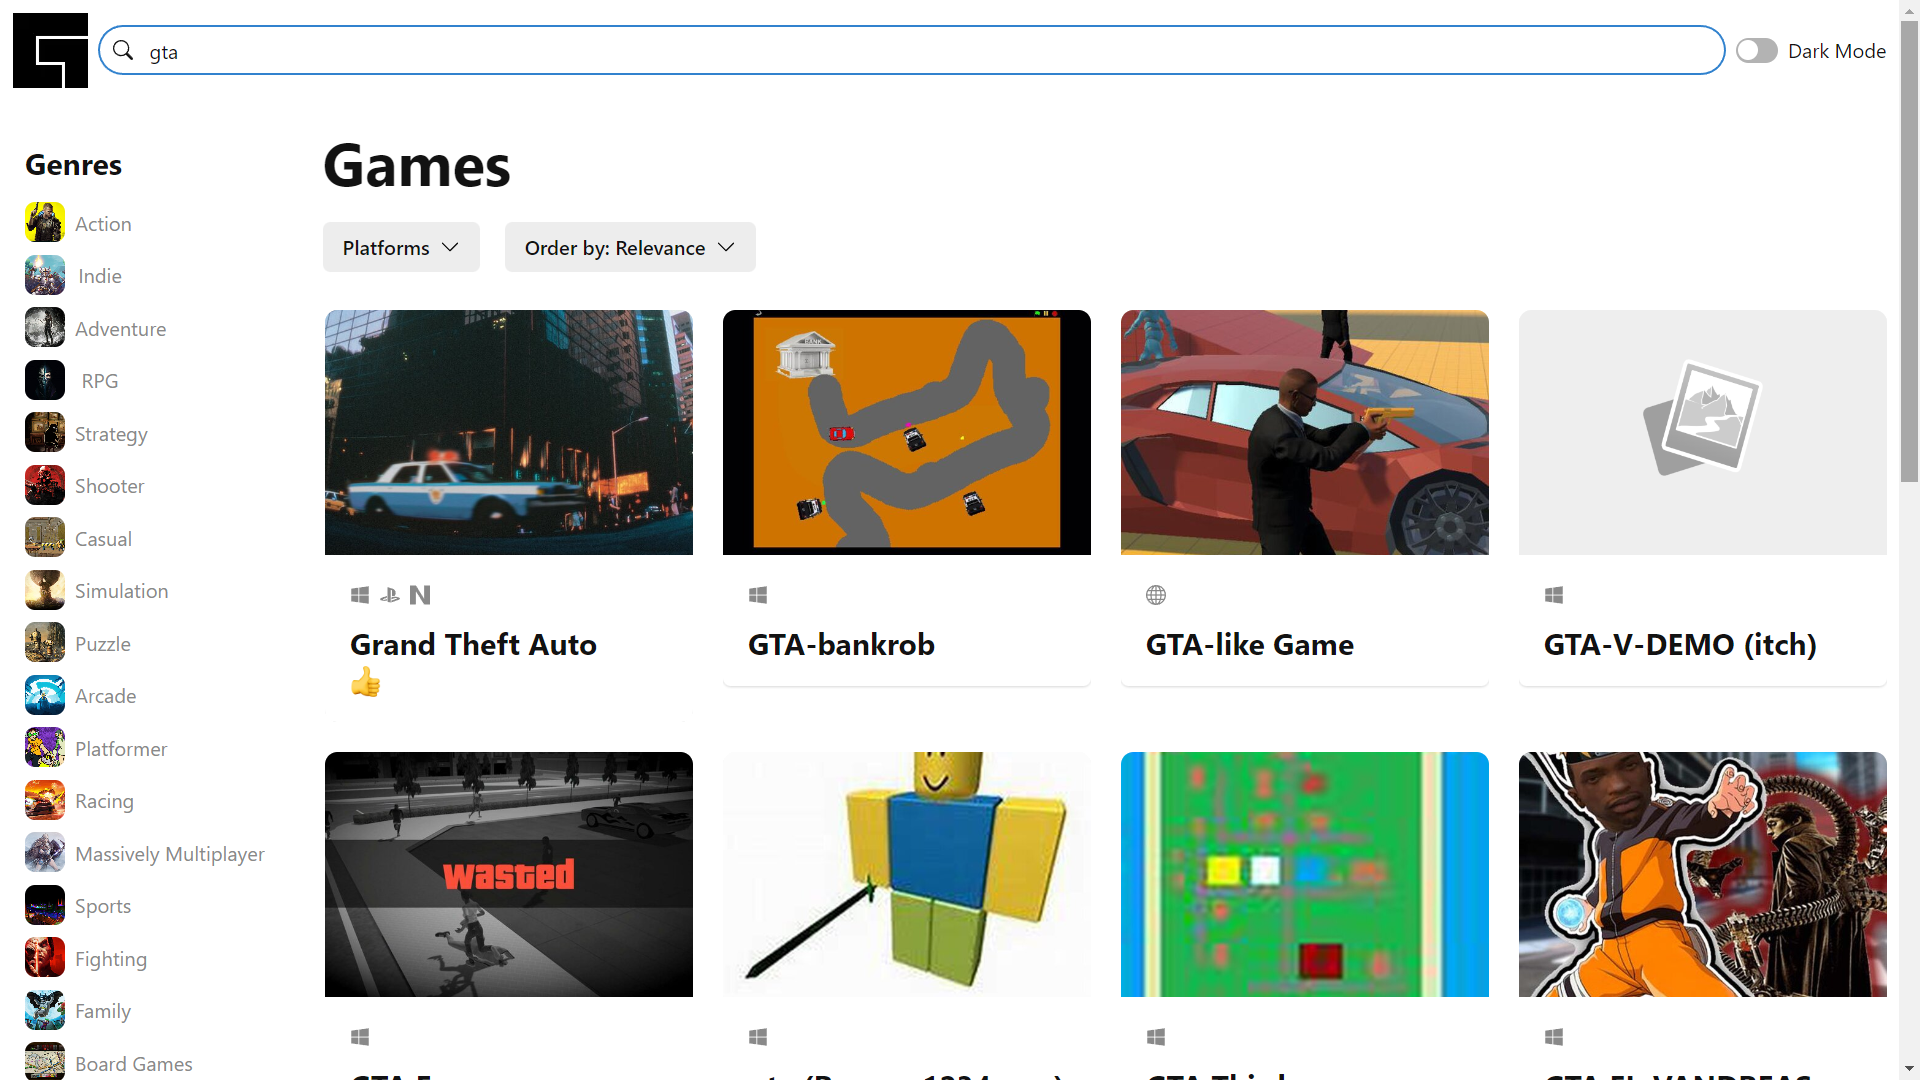 gta
Dark Mode
Genres
Action
Indie
Adventure
RPG
Strategy
Shooter
Casual
Simulation
Puzzle
Arcade
Platformer
Racing
Massively Multiplayer
Sports
Fighting
Family
Board Games
Games
Platforms
Order by: Relevance
BANK
Grand Theft Auto
👍
GTA-bankrob
GTA-like Game
GTA-V-DEMO (itch)
wasted